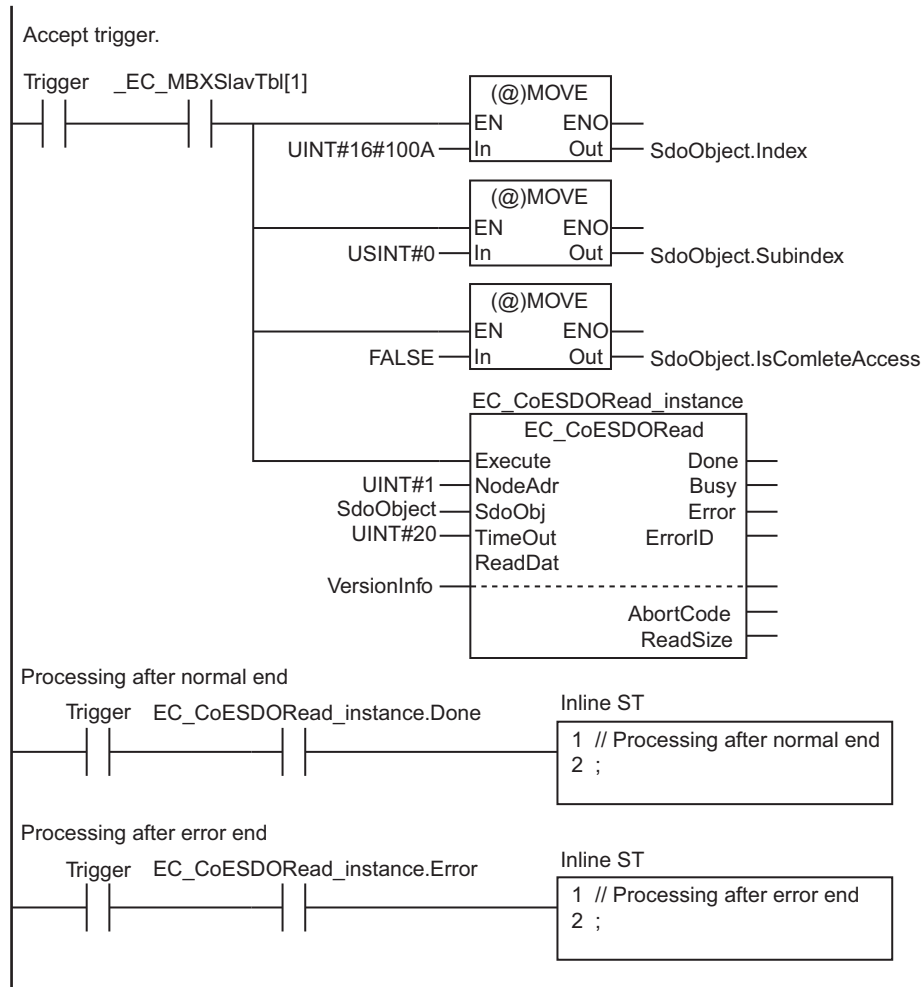 Accept trigger.
Trigger _EC_MBXSlavTbl[1]
(@)MOVE
EN ENO
UINT#16#100A In Out SdoObject.Index
(@)MOVE
EN ENO
USINT#0 In Out SdoObject.Subindex
(@)MOVE
EN ENO
FALSE In Out SdoObject.IsComleteAccess
EC_CoESDORead_instance
EC_CoESDORead
Execute Done
UINT#1 NodeAdr Busy
SdoObject SdoObj Error
UINT#20 TimeOut ErrorID
ReadDat
VersionInfo
AbortCode
ReadSize
Processing after normal end
Trigger EC_CoESDORead_instance.Done
Inline ST
1 // Processing after normal end
2 ;
Processing after error end
Trigger EC_CoESDORead_instance.Error
Inline ST
1 // Processing after error end
2 ;